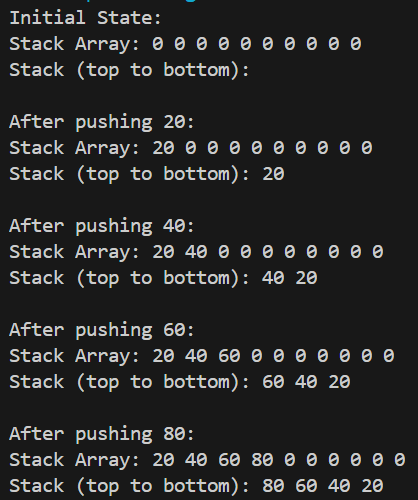 Initial State:
Stack Array: 0 0 0 0 0 0 0 0 0 0
Stack (top to bottom):
After pushing 20:
Stack Array: 20 0 0 0 0 0 0 0 0 0
Stack (top to bottom): 20
After pushing 40:
Stack Array: 20 40 0 0 0 0 0 0 0 0
Stack (top to bottom): 40 20
After pushing 60:
Stack Array: 20 40 60 0 0 0 0 0 0 0
Stack (top to bottom): 60 40 20
After pushing 80:
Stack Array: 20 40 60 80 0 0 0 0 0 0
Stack (top to bottom): 80 60 40 20